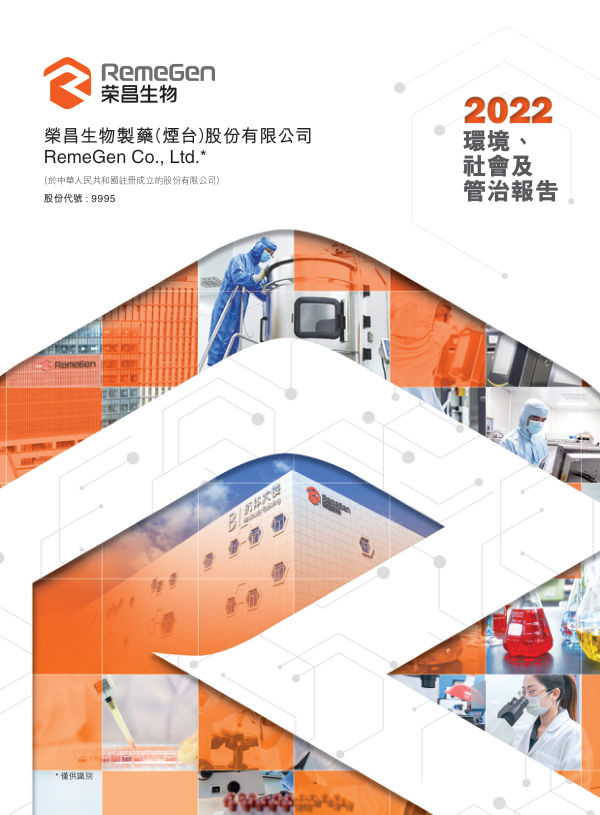 RemeGen
荣昌生物
榮昌生物製藥(煙台)股份有限公司
RemeGen Co., Ltd.*
(於中華人民共和國註冊成立的股份有限公司)
股份代號 : 9995
2022
環境、
社會及
管治報告
RemeGen
RemeGen
* 僅供識別